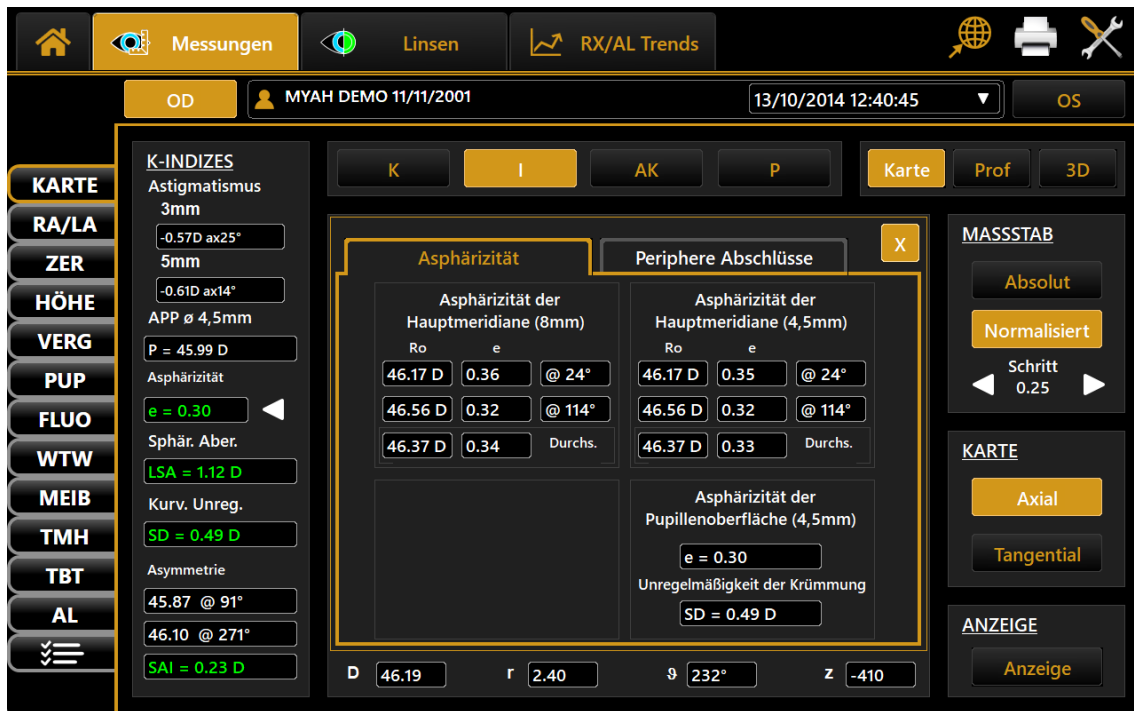 Messungen
Linsen
RX/AL Trends
OD
MYAH DEMO 11/11/2001
13/10/2014 12:40:45
OS
KARTE
RA/LA
ZER
HÖHE
VERG
PUP
FLUO
WTW
MEIB
TMH
TBT
AL
K-INDIZES
Astigmatismus
3mm
-0.57D ax25°
5mm
-0.61D ax14°
APP ø 4,5mm
P = 45.99 D
Asphärizität
e = 0.30
Sphär. Aber.
LSA = 1.12 D
Kurv. Unreg.
SD = 0.49 D
Asymmetrie
45.87 @ 91°
46.10 @ 271°
SAI = 0.23 D
K
I
AK
P
Karte
Prof
3D
Asphärizität
Periphere Abschlüsse
X
Asphärizität der
Hauptmeridiane (8mm)
Ro e
46.17 D 0.36 @ 24°
46.56 D 0.32 @ 114°
46.37 D 0.34 Durchs.
Asphärizität der
Hauptmeridiane (4,5mm)
Ro e
46.17 D 0.35 @ 24°
46.56 D 0.32 @ 114°
46.37 D 0.33 Durchs.
Asphärizität der
Pupillenoberfläche (4,5mm)
e = 0.30
Unregelmäßigkeit der Krümmung
SD = 0.49 D
D 46.19 r 2.40 ϑ 232° z -410
MASSSTAB
Absolut
Normalisiert
Schritt
0.25
KARTE
Axial
Tangential
ANZEIGE
Anzeige